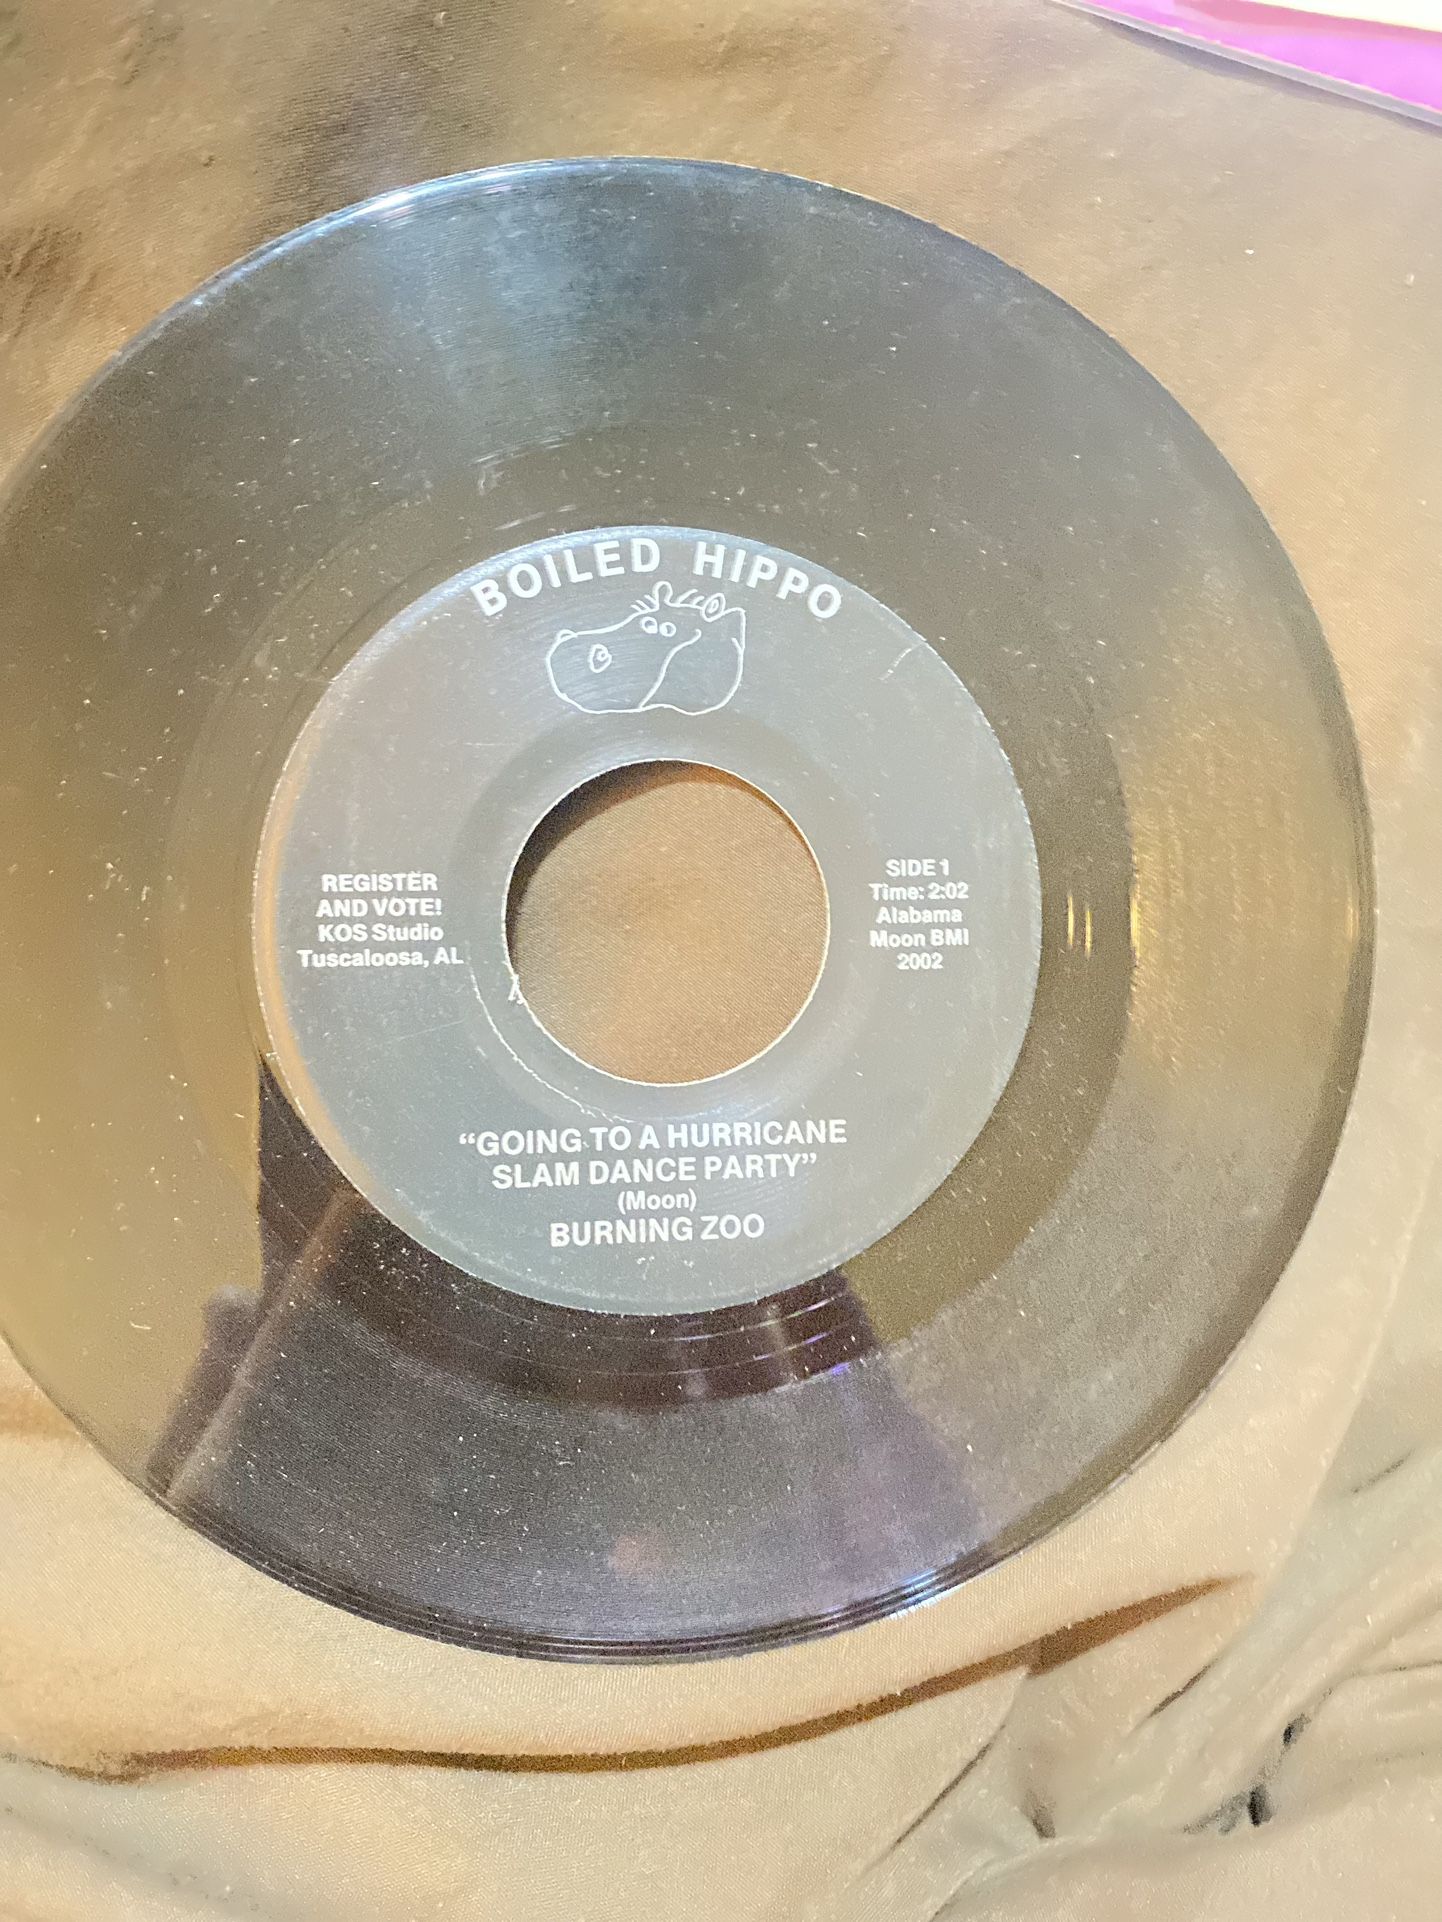 BOILED HIPPO
REGISTER
AND VOTE!
KOS Studio
Tuscaloosa, AL
SIDE 1
Time: 2:02
Alabama
Moon BMI
2002
“GOING TO A HURRICANE
SLAM DANCE PARTY”
(Moon)
BURNING ZOO